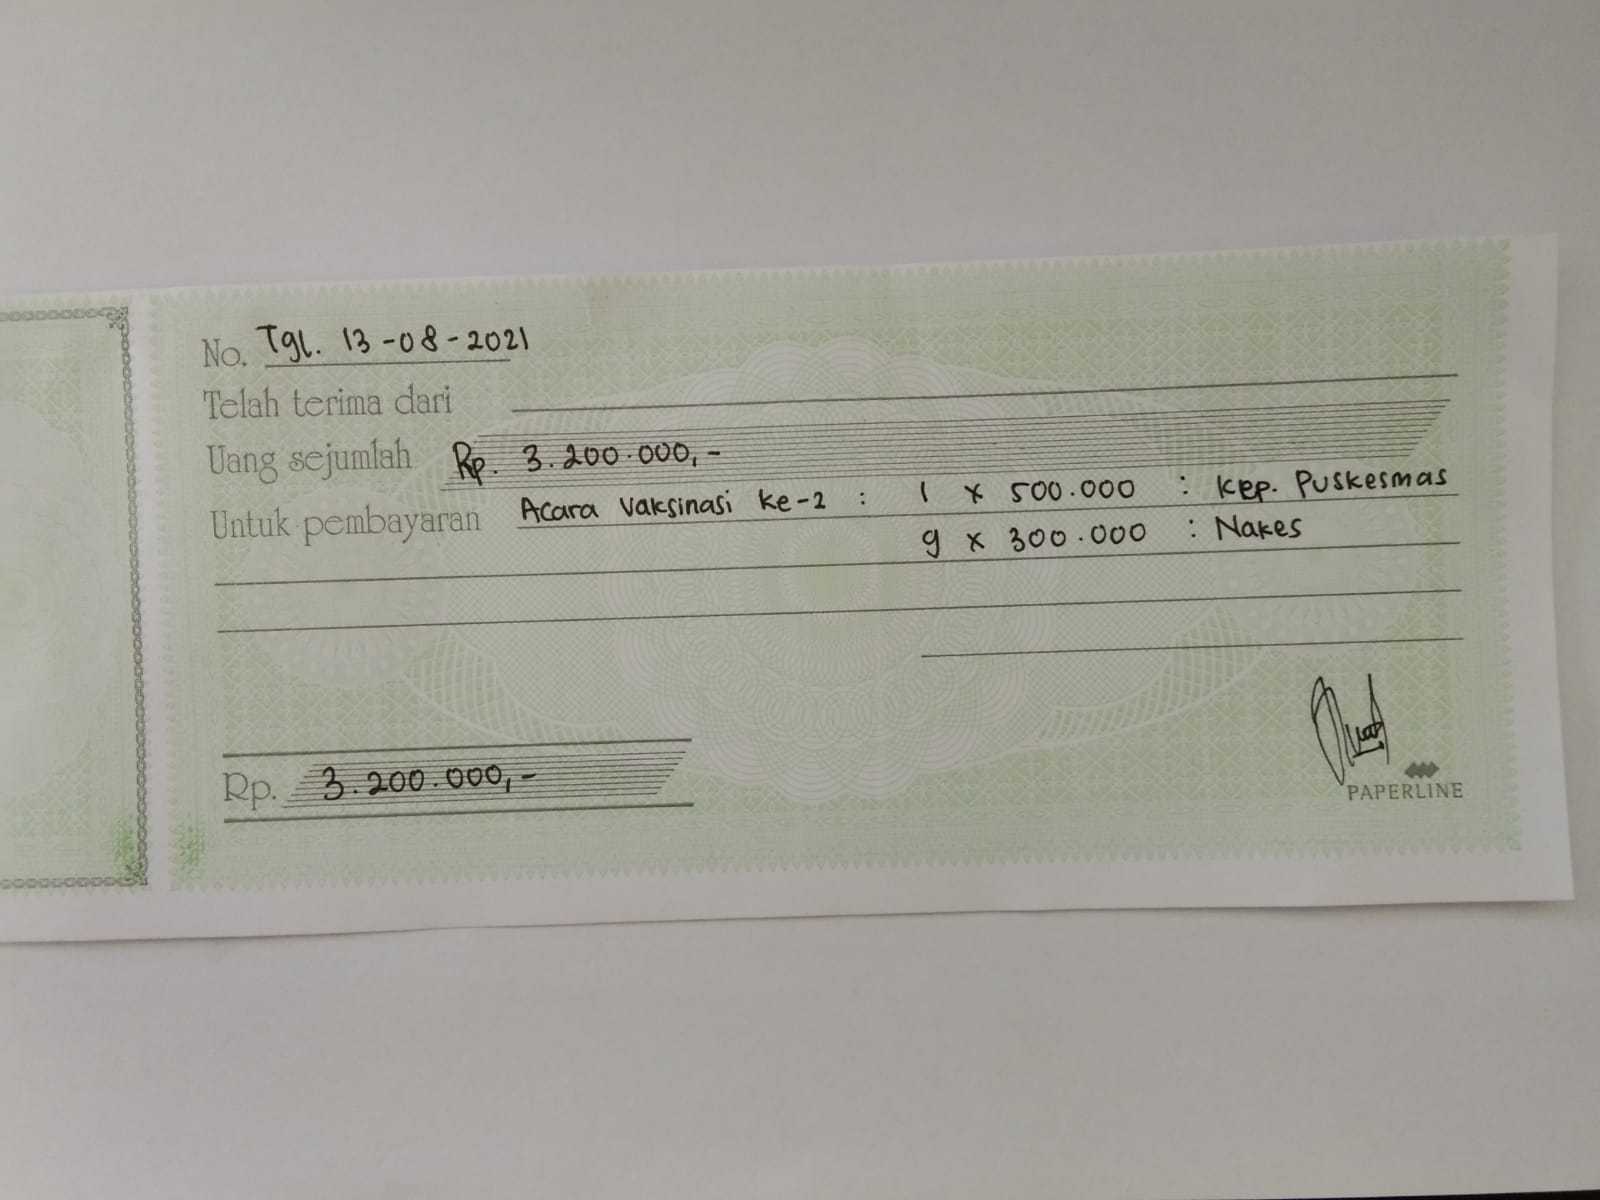 No. Tgl. 13-08-2021
Telah terima dari
Uang sejumlah Rp. 3.200.000,-
Untuk pembayaran Acara Vaksinasi ke-2 : 1 x 500.000 : Kep. Puskesmas
9 x 300.000 : Nakes
Rp. 3.200.000,-
PAPERLINE